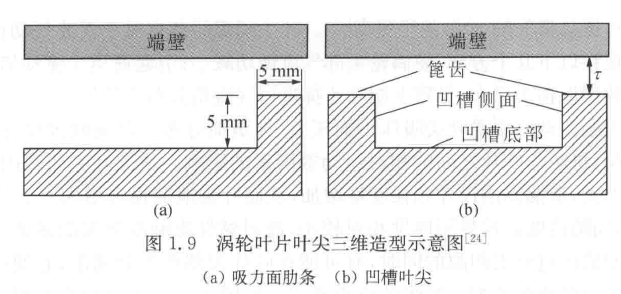 端壁
5 mm
5 mm
(a)
端壁
篦齿
τ
凹槽侧面
凹槽底部
(b)
图 1.9 涡轮叶片叶尖三维造型示意图[24]
(a) 吸力面肋条 (b) 凹槽叶尖